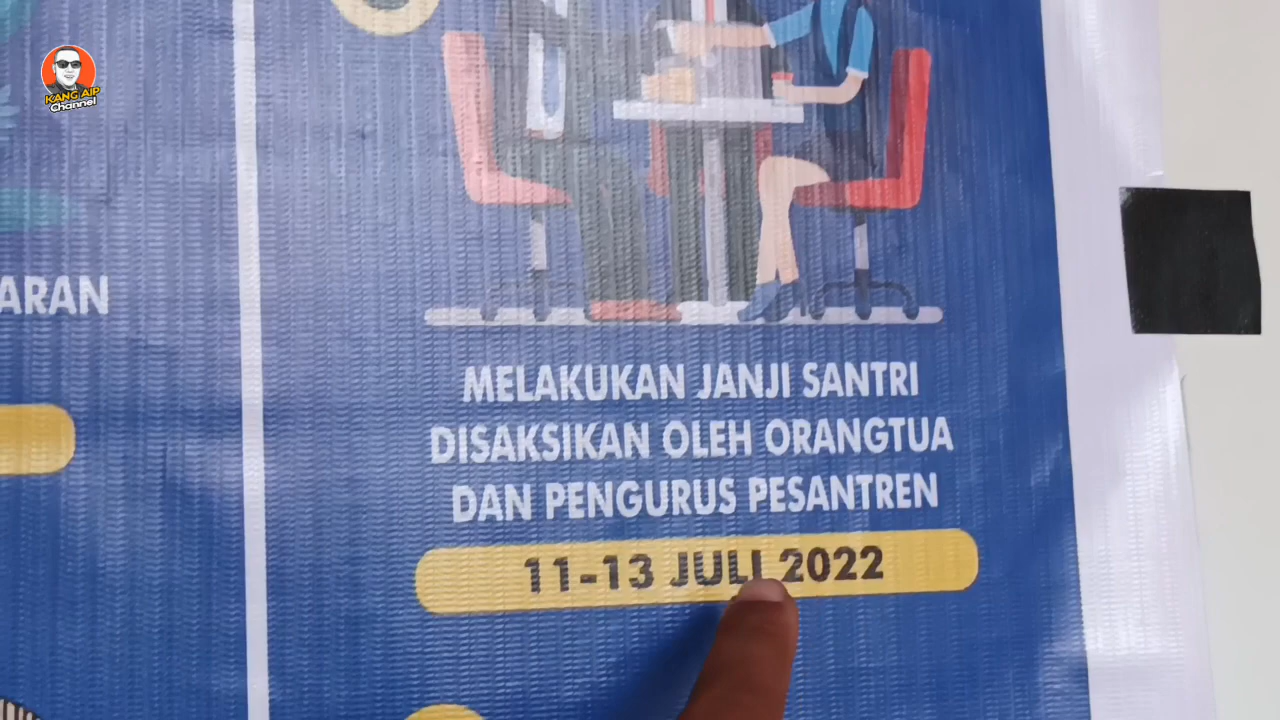 KANG AIP
Channel
ARAN
MELAKUKAN JANJI SANTRI
DISAKSIKAN OLEH ORANGTUA
DAN PENGURUS PESANTREN
11-13 JULI 2022